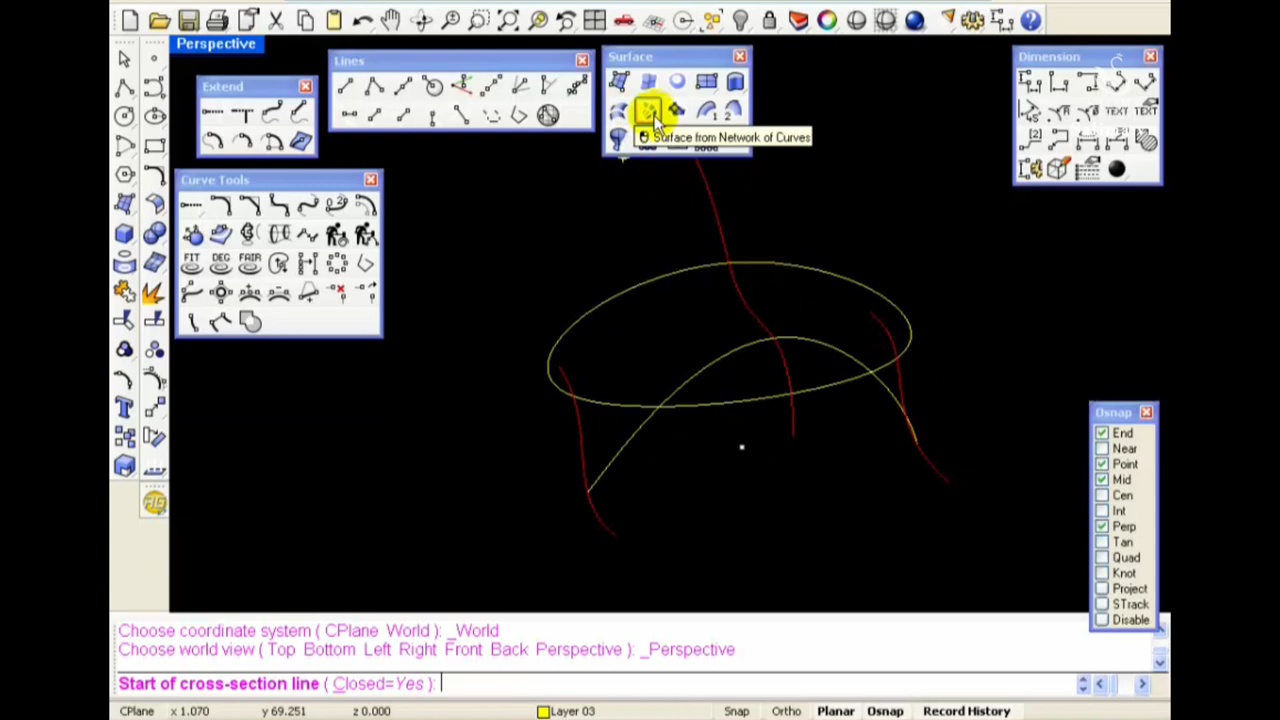 Perspective
Extend
Lines
Surface
Dimension
Surface from Network of Curves
Curve Tools
TEXT TEXT
FIT DEG FAIR
Osnap
End
Near
Point
Mid
Cen
Int
Perp
Tan
Quad
Knot
Project
STrack
Disable
Choose coordinate system ( CPlane World ): _World
Choose world view ( Top Bottom Left Right Front Back Perspective ): _Perspective
Start of cross-section line ( Closed=Yes ):
CPlane x 1.070 y 69.251 z 0.000 Layer 03 Snap Ortho Planar Osnap Record History